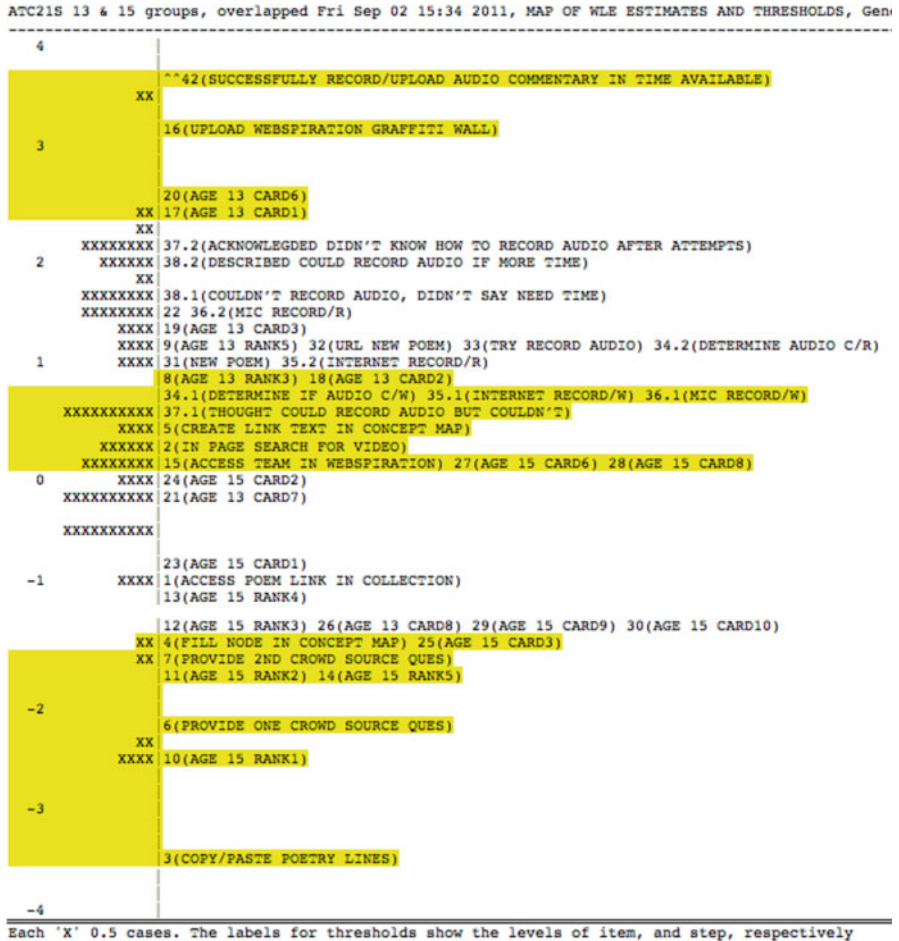 ATC21S 13 & 15 groups, overlapped Fri Sep 02 15:34 2011, MAP OF WLE ESTIMATES AND THRESHOLDS, Gen
4
^^42(SUCCESSFULLY RECORD/UPLOAD AUDIO COMMENTARY IN TIME AVAILABLE)
XX
16(UPLOAD WEBSPIRATION GRAFFITI WALL)
3
20(AGE 13 CARD6)
XX 17(AGE 13 CARD1)
XX
XXXXXXXX 37.2(ACKNOWLEGDED DIDN'T KNOW HOW TO RECORD AUDIO AFTER ATTEMPTS)
2 XXXXXX 38.2(DESCRIBED COULD RECORD AUDIO IF MORE TIME)
XX
XXXXXXXX 38.1(COULDN'T RECORD AUDIO, DIDN'T SAY NEED TIME)
XXXXXXXX 22 36.2(MIC RECORD/R)
XXXX 19(AGE 13 CARD3)
XXXX 9(AGE 13 RANK5) 32(URL NEW POEM) 33(TRY RECORD AUDIO) 34.2(DETERMINE AUDIO C/R)
1 XXXX 31(NEW POEM) 35.2(INTERNET RECORD/R)
8(AGE 13 RANK3) 18(AGE 13 CARD2)
34.1(DETERMINE IF AUDIO C/W) 35.1(INTERNET RECORD/W) 36.1(MIC RECORD/W)
XXXXXXXXXX 37.1(THOUGHT COULD RECORD AUDIO BUT COULDN'T)
XXXX 5(CREATE LINK TEXT IN CONCEPT MAP)
XXXXXX 2(IN PAGE SEARCH FOR VIDEO)
XXXXXXXX 15(ACCESS TEAM IN WEBSPIRATION) 27(AGE 15 CARD6) 28(AGE 15 CARD8)
0 XXXX 24(AGE 15 CARD2)
XXXXXXXXXX 21(AGE 13 CARD7)
XXXXXXXXXX
23(AGE 15 CARD1)
-1 XXXX 1(ACCESS POEM LINK IN COLLECTION)
13(AGE 15 RANK4)
12(AGE 15 RANK3) 26(AGE 13 CARD8) 29(AGE 15 CARD9) 30(AGE 15 CARD10)
XX 4(FILL NODE IN CONCEPT MAP) 25(AGE 15 CARD3)
XX 7(PROVIDE 2ND CROWD SOURCE QUES)
11(AGE 15 RANK2) 14(AGE 15 RANK5)
-2
6(PROVIDE ONE CROWD SOURCE QUES)
XX
XXXX 10(AGE 15 RANK1)
-3
3(COPY/PASTE POETRY LINES)
-4
Each 'X' 0.5 cases. The labels for thresholds show the levels of item, and step, respectively